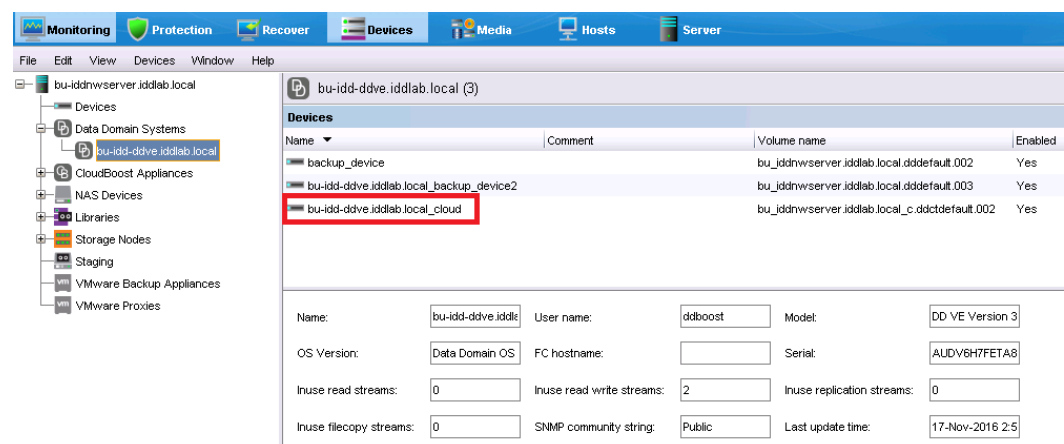 Monitoring Protection Recover Devices Media Hosts Server
File Edit View Devices Window Help
bu-iddnwserver.iddlab.local
Devices
Data Domain Systems
bu-idd-ddve.iddlab.local
CloudBoost Appliances
NAS Devices
Libraries
Storage Nodes
Staging
VMware Backup Appliances
VMware Proxies
bu-idd-ddve.iddlab.local (3)
Devices
Name Comment Volume name Enabled
backup_device bu_iddnwserver.iddlab.local.dddefault.002 Yes
bu-idd-ddve.iddlab.local_backup_device2 bu_iddnwserver.iddlab.local.dddefault.003 Yes
bu-idd-ddve.iddlab.local_cloud bu_iddnwserver.iddlab.local_c.ddctdefault.002 Yes
Name: bu-idd-ddve.iddla User name: ddboost Model: DD VE Version 3
OS Version: Data Domain OS FC hostname: Serial: AUDV6H7FETA8
Inuse read streams: 0 Inuse read write streams: 2 Inuse replication streams: 0
Inuse filecopy streams: 0 SNMP community string: Public Last update time: 17-Nov-2016 2:5